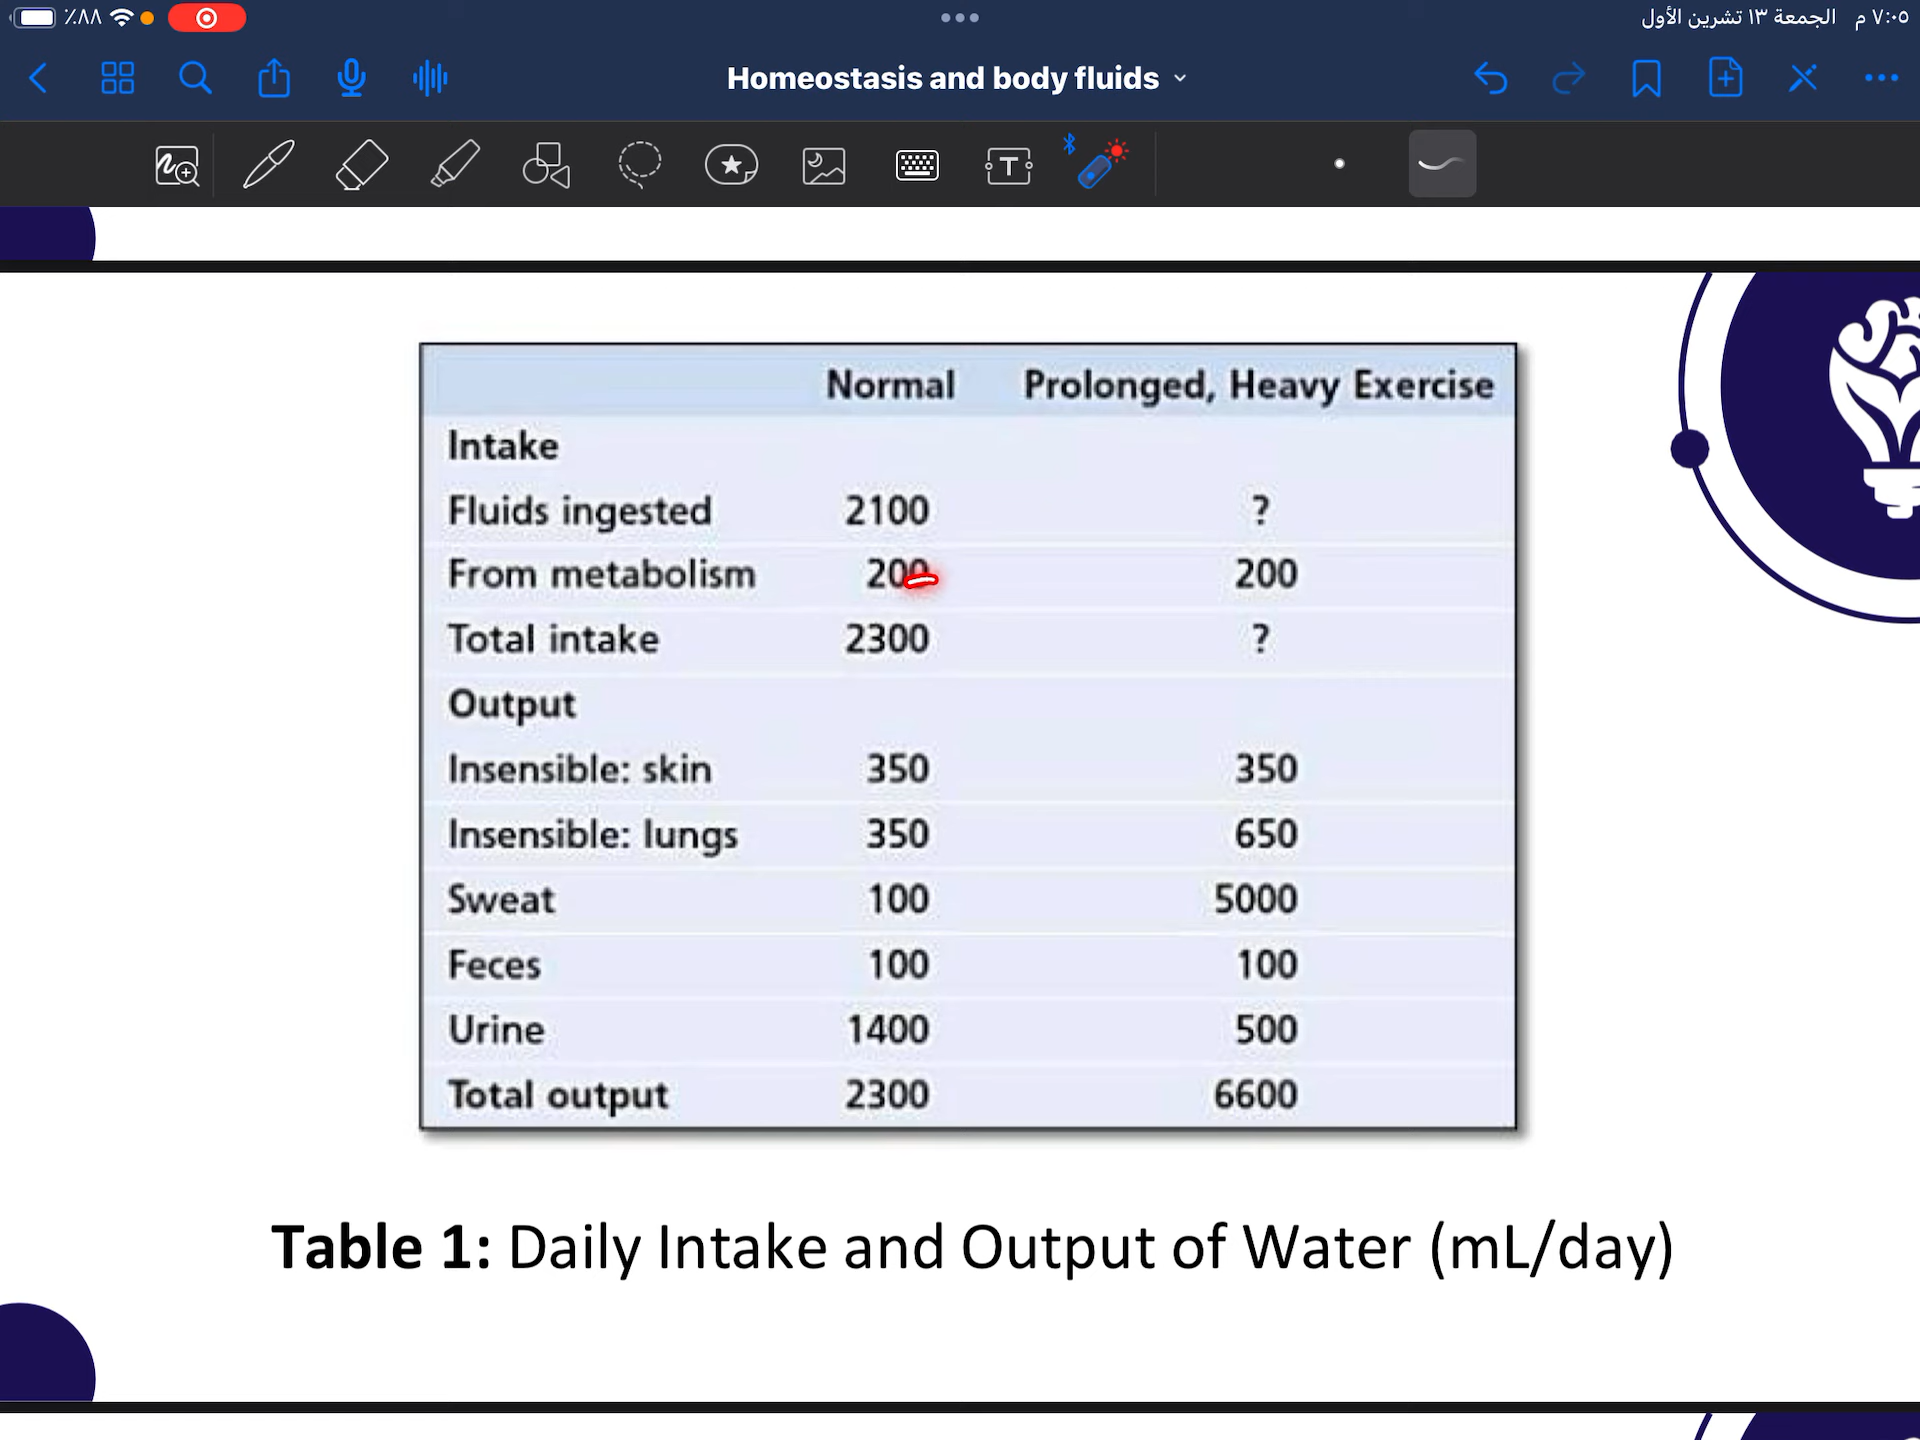 ٪٨٨
الجمعة ١٣ تشرين الأول ٧:٠٥ م
Homeostasis and body fluids
T
Normal Prolonged, Heavy Exercise
Intake
Fluids ingested 2100 ?
From metabolism 200 200
Total intake 2300 ?
Output
Insensible: skin 350 350
Insensible: lungs 350 650
Sweat 100 5000
Feces 100 100
Urine 1400 500
Total output 2300 6600
Table 1: Daily Intake and Output of Water (mL/day)